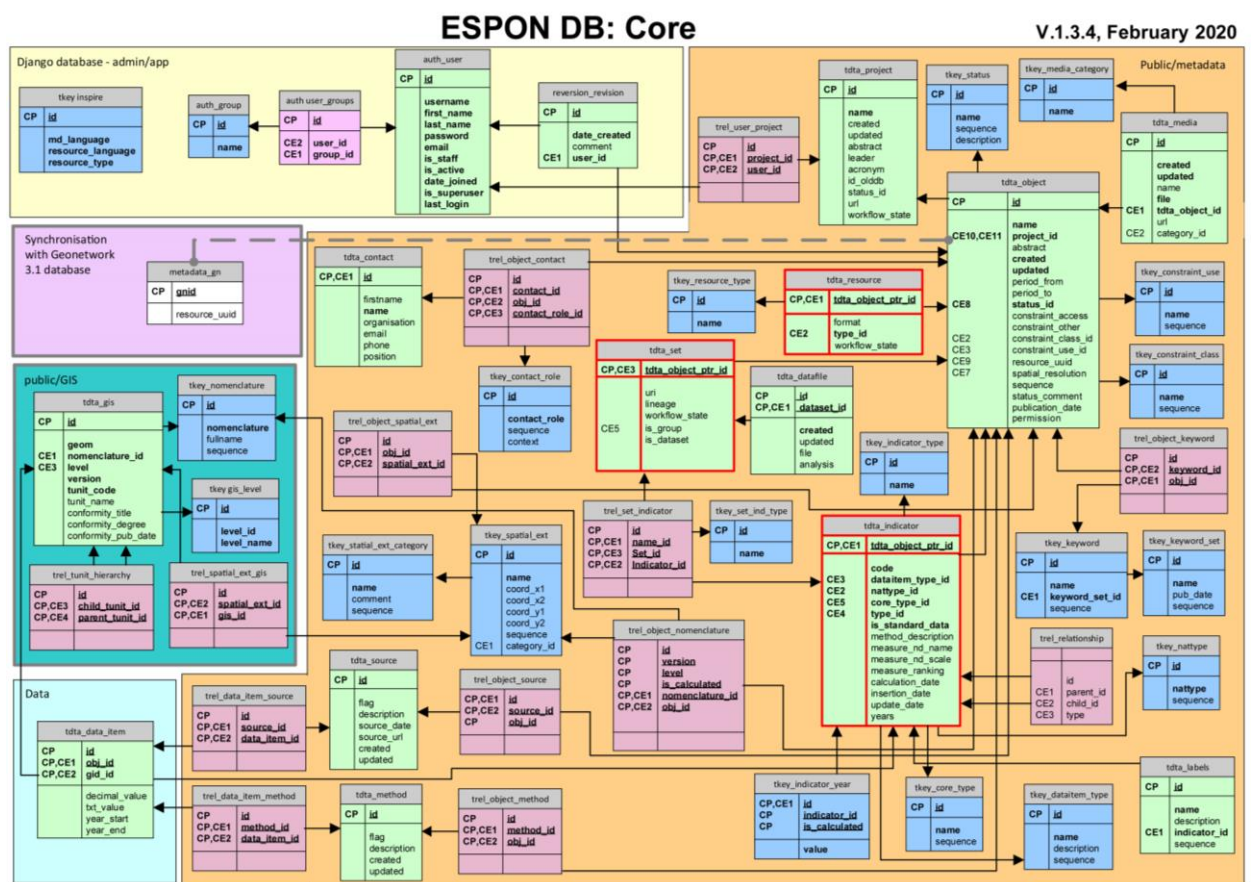 ESPON DB: Core
V.1.3.4, February 2020
Django database - admin/app
tkey inspire
CP id
md_language
resource_language
resource_type
auth_group
CP id
name
auth user_groups
CP id
CE2 user_id
CE1 group_id
auth_user
CP id
username
first_name
last_name
password
email
is_staff
is_active
date_joined
is_superuser
last_login
reversion_revision
CP id
date_created
comment
CE1 user_id
Public/metadata
trel_user_project
CP id
CP,CE1 project_id
CP,CE2 user_id
tdta_project
CP id
name
created
updated
abstract
leader
acronym
id_olddb
status_id
url
workflow_state
tkey_status
CP id
name
sequence
description
tkey_media_category
CP id
name
tdta_media
CP id
created
updated
name
file
CE1 tdta_object_id
url
CE2 category_id
tdta_object
CP id
name
CE10,CE11 project_id
abstract
created
updated
period_from
period_to
CE8 status_id
constraint_access
constraint_other
CE2 constraint_class_id
CE3 constraint_use_id
CE9 resource_uuid
CE7 spatial_resolution
sequence
status_comment
publication_date
permission
Synchronisation
with Geonetwork
3.1 database
metadata_gn
CP gnid
resource_uuid
tdta_contact
CP,CE1 id
firstname
name
organisation
email
phone
position
trel_object_contact
CP id
CP,CE1 contact_id
CP,CE2 obj_id
CP,CE3 contact_role_id
tkey_resource_type
CP id
name
tdta_resource
CP,CE1 tdta_object_ptr_id
format
CE2 type_id
workflow_state
tkey_constraint_use
CP id
name
sequence
tkey_constraint_class
CP id
name
sequence
tdta_set
CP,CE3 tdta_object_ptr_id
uri
lineage
workflow_state
CE5 is_group
is_dataset
tdta_datafile
CP id
CP,CE1 dataset_id
created
updated
file
analysis
tkey_contact_role
CP id
contact_role
sequence
context
public/GIS
tdta_gis
CP id
geom
CE1 nomenclature_id
CE3 level
version
tunit_code
tunit_name
conformity_title
conformity_degree
conformity_pub_date
tkey_nomenclature
CP id
nomenclature
fullname
sequence
tkey gis_level
CP id
level_id
level_name
trel_tunit_hierarchy
CP id
CP,CE3 child_tunit_id
CP,CE4 parent_tunit_id
trel_spatial_ext_gis
CP id
CP,CE2 spatial_ext_id
CP,CE1 gis_id
trel_object_spatial_ext
CP id
CP,CE1 obj_id
CP,CE2 spatial_ext_id
tkey_indicator_type
CP id
name
trel_object_keyword
CP id
CP,CE2 keyword_id
CP,CE1 obj_id
trel_set_indicator
CP id
CP,CE1 name_id
CP,CE3 Set_id
CP,CE2 Indicator_id
tkey_set_ind_type
CP id
name
tdta_indicator
CP,CE1 tdta_object_ptr_id
code
CE3 dataitem_type_id
CE2 nattype_id
CE5 core_type_id
CE4 type_id
is_standard_data
method_description
measure_nd_name
measure_nd_scale
measure_ranking
calculation_date
insertion_date
update_date
years
tkey_keyword
CP id
name
CE1 keyword_set_id
tkey_keyword_set
CP id
name
pub_date
sequence
tkey_statial_ext_category
CP id
name
comment
sequence
tkey_spatial_ext
CP id
name
coord_x1
coord_x2
coord_y1
coord_y2
sequence
CE1 category_id
trel_object_nomenclature
CP id
CP version
CP level
CP is_calculated
CP,CE1 nomenclature_id
CP,CE2 obj_id
trel_relationship
id
CE1 parent_id
CE2 child_id
CE3 type
tkey_nattype
CP id
nattype
sequence
Data
tdta_data_item
CP id
CP,CE1 obj_id
CP,CE2 gid_id
decimal_value
txt_value
year_start
year_end
trel_data_item_source
CP id
CP,CE1 source_id
CP,CE2 data_item_id
tdta_source
CP id
flag
description
source_date
source_url
created
updated
trel_object_source
CP id
CP,CE2 source_id
CP obj_id
trel_data_item_method
CP id
CP,CE1 method_id
CP,CE2 data_item_id
tdta_method
CP id
flag
description
created
updated
trel_object_method
CP id
CP,CE1 method_id
CP,CE2 obj_id
tkey_indicator_year
CP,CE1 id
CP indicator_id
CP is_calculated
value
tkey_core_type
CP id
name
sequence
tkey_dataitem_type
CP id
name
description
sequence
tdta_labels
CP id
name
description
CE1 indicator_id
sequence